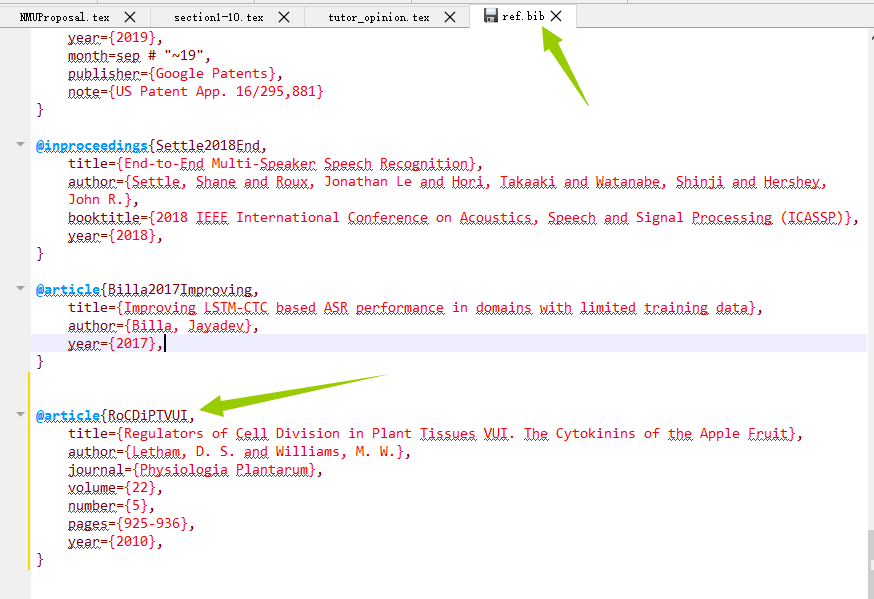 NMUProposal.tex section1-10.tex tutor_opinion.tex ref.bib
year={2019},
month=sep # "~19",
publisher={Google Patents},
note={US Patent App. 16/295,881}
}
@inproceedings{Settle2018End,
title={End-to-End Multi-Speaker Speech Recognition},
author={Settle, Shane and Roux, Jonathan Le and Hori, Takaaki and Watanabe, Shinji and Hershey,
John R.},
booktitle={2018 IEEE International Conference on Acoustics, Speech and Signal Processing (ICASSP)},
year={2018},
}
@article{Billa2017Improving,
title={Improving LSTM-CTC based ASR performance in domains with limited training data},
author={Billa, Jayadev},
year={2017},
}
@article{RoCDiPTVUI,
title={Regulators of Cell Division in Plant Tissues VUI. The Cytokinins of the Apple Fruit},
author={Letham, D. S. and Williams, M. W.},
journal={Physiologia Plantarum},
volume={22},
number={5},
pages={925-936},
year={2010},
}